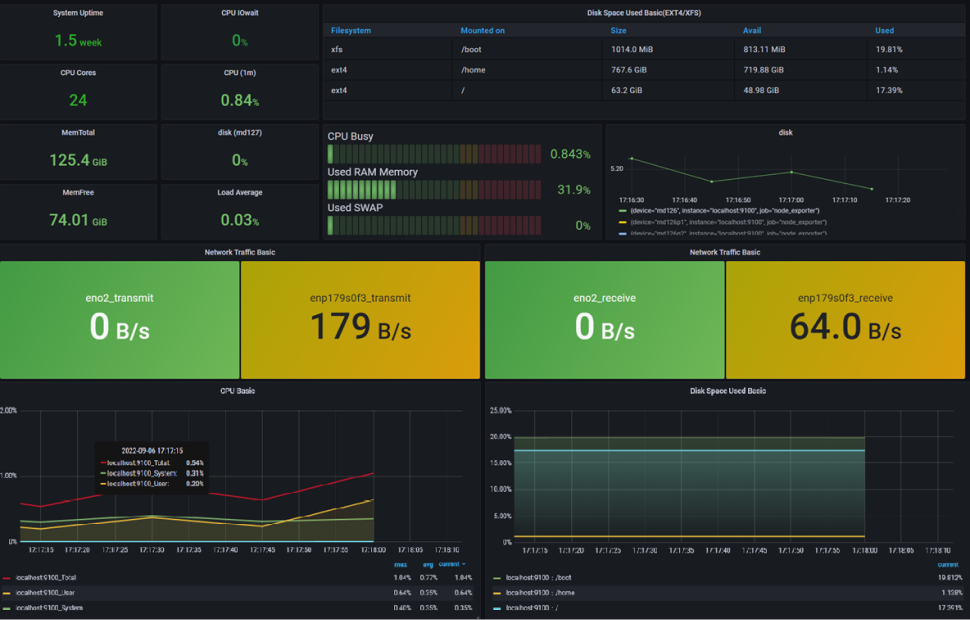 System Uptime
1.5 week
CPU IOwait
0%
Disk Space Used Basic(EXT4/XFS)
Filesystem Mounted on Size Avail Used
xfs /boot 1014.0 MiB 813.11 MiB 19.81%
ext4 /home 767.6 GiB 719.88 GiB 1.14%
ext4 / 63.2 GiB 48.98 GiB 17.39%
CPU Cores
24
CPU (1m)
0.84%
MemTotal
125.4 GiB
disk (md127)
0%
CPU Busy
0.843%
Used RAM Memory
31.9%
Used SWAP
0%
disk
5.20
17:16:30 17:16:40 17:16:50 17:17:00 17:17:10 17:17:20
{device="md126", instance="localhost:9100", job="node_exporter"}
{device="md126p1", instance="localhost:9100", job="node_exporter"}
{device="md126p2", instance="localhost:9100", job="node_exporter"}
MemFree
74.01 GiB
Load Average
0.03%
Network Traffic Basic
eno2_transmit
0 B/s
enp179s0f3_transmit
179 B/s
Network Traffic Basic
eno2_receive
0 B/s
enp179s0f3_receive
64.0 B/s
CPU Basic
2.00%
1.00%
0%
2022-09-06 17:17:15
localhost:9100_Total: 0.54%
localhost:9100_System: 0.31%
localhost:9100_User: 0.20%
17:17:15 17:17:20 17:17:25 17:17:30 17:17:35 17:17:40 17:17:45 17:17:50 17:17:55 17:18:00 17:18:05 17:18:10
max avg current
localhost:9100_Total 1.04% 0.77% 1.04%
localhost:9100_User 0.64% 0.35% 0.64%
localhost:9100_System 0.40% 0.35% 0.35%
Disk Space Used Basic
25.00%
20.00%
15.00%
10.00%
5.00%
0%
17:17:15 17:17:20 17:17:25 17:17:30 17:17:35 17:17:40 17:17:45 17:17:50 17:17:55 17:18:00 17:18:05 17:18:10
current
localhost:9100 : /boot 19.812%
localhost:9100 : /home 1.138%
localhost:9100 : / 17.391%